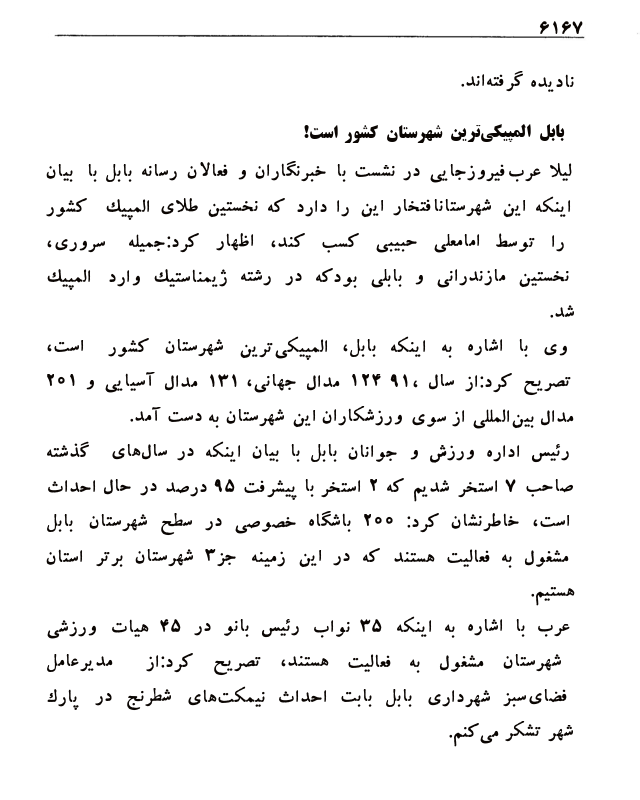 ۶۱۶۷
نادیده گرفته‌اند.
بابل المپیکی‌ترین شهرستان کشور است!
لیلا عرب‌فیروزجایی در نشست با خبرنگاران و فعالان رسانه بابل با بیان
اینکه این شهرستانافتخار این را دارد که نخستین طلای المپیك کشور
را توسط امامعلی حبیبی کسب کند، اظهار کرد:جمیله سروری،
نخستین مازندرانی و بابلی بودکه در رشته ژیمناستیك وارد المپیك
شد.
وی با اشاره به اینکه بابل، المپیکی‌ترین شهرستان کشور است،
تصریح کرد:از سال ،۹۱ ۱۲۴ مدال جهانی، ۱۳۱ مدال آسیایی و ۲۰۱
مدال بین‌المللی از سوی ورزشکاران این شهرستان به دست آمد.
رئیس اداره ورزش و جوانان بابل با بیان اینکه در سال‌های گذشته
صاحب ۷ استخر شدیم که ۲ استخر با پیشرفت ۹۵ درصد در حال احداث
است، خاطرنشان کرد: ۲۰۰ باشگاه خصوصی در سطح شهرستان بابل
مشغول به فعالیت هستند که در این زمینه جز۳ شهرستان برتر استان
هستیم.
عرب با اشاره به اینکه ۳۵ نواب رئیس بانو در ۴۵ هیات ورزشی
شهرستان مشغول به فعالیت هستند، تصریح کرد:از مدیرعامل
فضای‌سبز شهرداری بابل بابت احداث نیمکت‌های شطرنج در پارك
شهر تشکر می‌کنم.